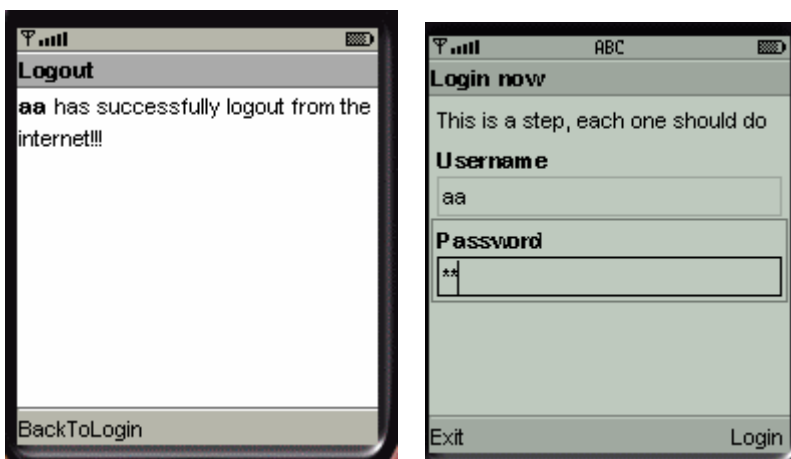 Logout
aa has successfully logout from the
internet!!!
BackToLogin
ABC
Login now
This is a step, each one should do
Username
aa
Password
**
Exit
Login